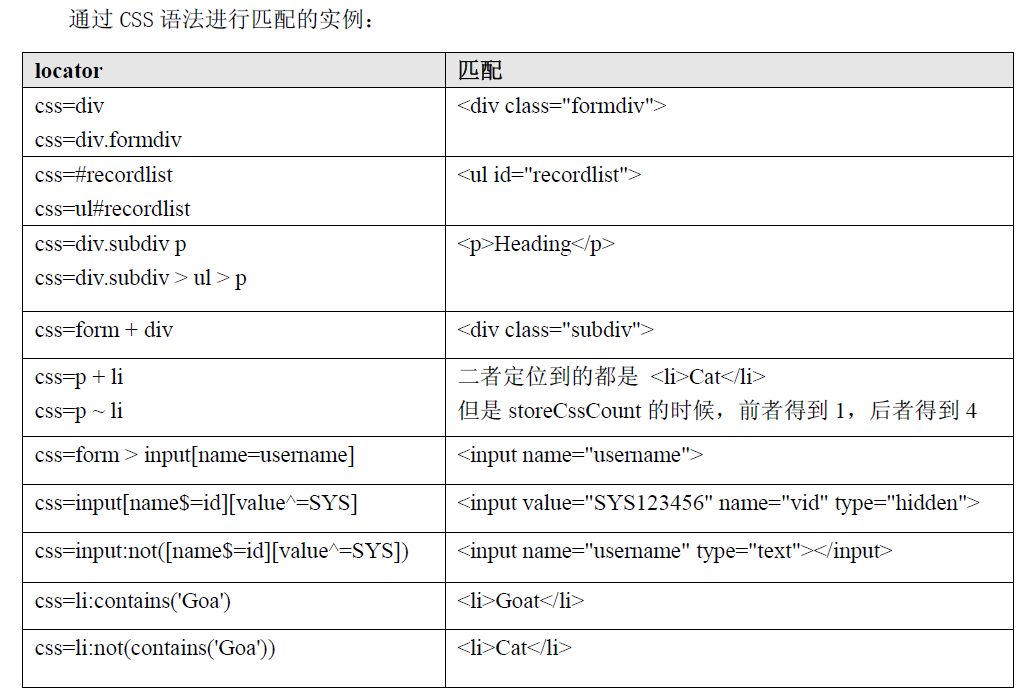 通过 CSS 语法进行匹配的实例：
locator 匹配
css=div <div class="formdiv">
css=div.formdiv
css=#recordlist <ul id="recordlist">
css=ul#recordlist
css=div.subdiv p <p>Heading</p>
css=div.subdiv > ul > p
css=form + div <div class="subdiv">
css=p + li 二者定位到的都是 <li>Cat</li>
css=p ~ li 但是 storeCssCount 的时候，前者得到 1，后者得到 4
css=form > input[name=username] <input name="username">
css=input[name$=id][value^=SYS] <input value="SYS123456" name="vid" type="hidden">
css=input:not([name$=id][value^=SYS]) <input name="username" type="text"></input>
css=li:contains('Goa') <li>Goat</li>
css=li:not(contains('Goa')) <li>Cat</li>